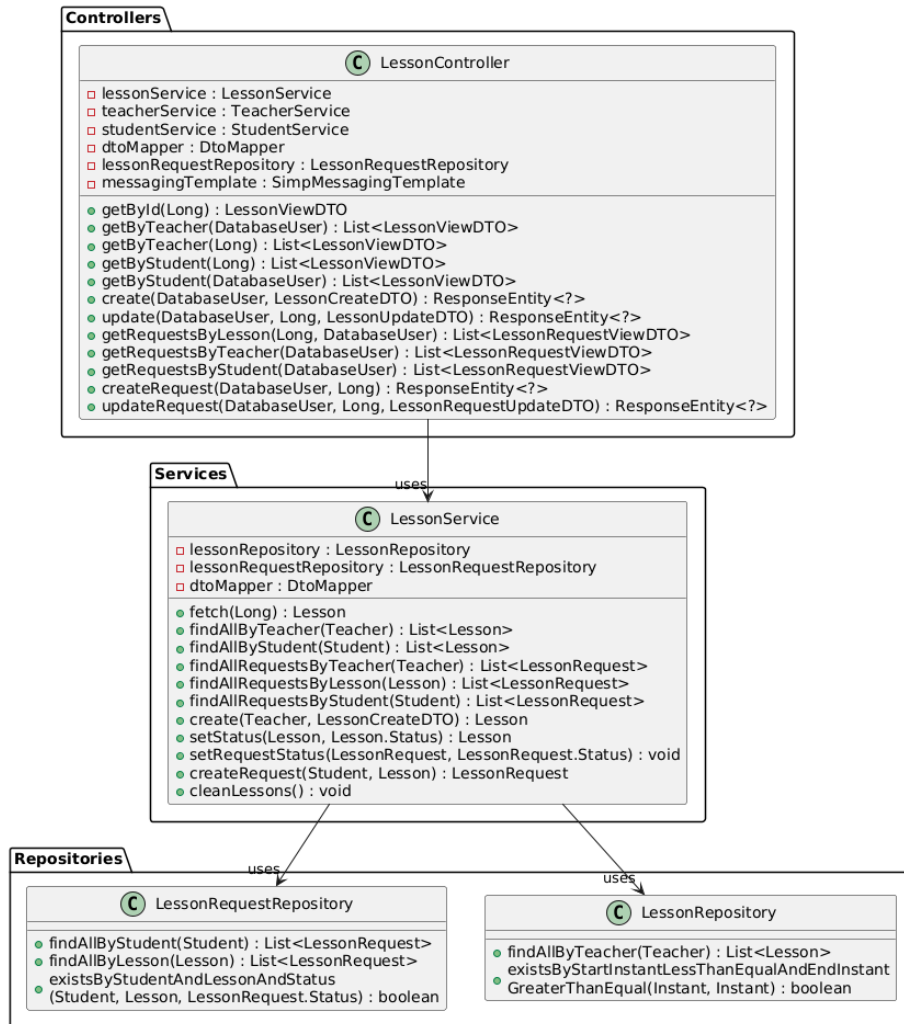 Controllers
C LessonController
lessonService : LessonService
teacherService : TeacherService
studentService : StudentService
dtoMapper : DtoMapper
lessonRequestRepository : LessonRequestRepository
messagingTemplate : SimpMessagingTemplate
getById(Long) : LessonViewDTO
getByTeacher(DatabaseUser) : List<LessonViewDTO>
getByTeacher(Long) : List<LessonViewDTO>
getByStudent(Long) : List<LessonViewDTO>
getByStudent(DatabaseUser) : List<LessonViewDTO>
create(DatabaseUser, LessonCreateDTO) : ResponseEntity<?>
update(DatabaseUser, Long, LessonUpdateDTO) : ResponseEntity<?>
getRequestsByLesson(Long, DatabaseUser) : List<LessonRequestViewDTO>
getRequestsByTeacher(DatabaseUser) : List<LessonRequestViewDTO>
getRequestsByStudent(DatabaseUser) : List<LessonRequestViewDTO>
createRequest(DatabaseUser, Long) : ResponseEntity<?>
updateRequest(DatabaseUser, Long, LessonRequestUpdateDTO) : ResponseEntity<?>
uses
Services
C LessonService
lessonRepository : LessonRepository
lessonRequestRepository : LessonRequestRepository
dtoMapper : DtoMapper
fetch(Long) : Lesson
findAllByTeacher(Teacher) : List<Lesson>
findAllByStudent(Student) : List<Lesson>
findAllRequestsByTeacher(Teacher) : List<LessonRequest>
findAllRequestsByLesson(Lesson) : List<LessonRequest>
findAllRequestsByStudent(Student) : List<LessonRequest>
create(Teacher, LessonCreateDTO) : Lesson
setStatus(Lesson, Lesson.Status) : Lesson
setRequestStatus(LessonRequest, LessonRequest.Status) : void
createRequest(Student, Lesson) : LessonRequest
cleanLessons() : void
uses
uses
Repositories
C LessonRequestRepository
findAllByStudent(Student) : List<LessonRequest>
findAllByLesson(Lesson) : List<LessonRequest>
existsByStudentAndLessonAndStatus
(Student, Lesson, LessonRequest.Status) : boolean
C LessonRepository
findAllByTeacher(Teacher) : List<Lesson>
existsByStartInstantLessThanEqualAndEndInstant
GreaterThanEqual(Instant, Instant) : boolean